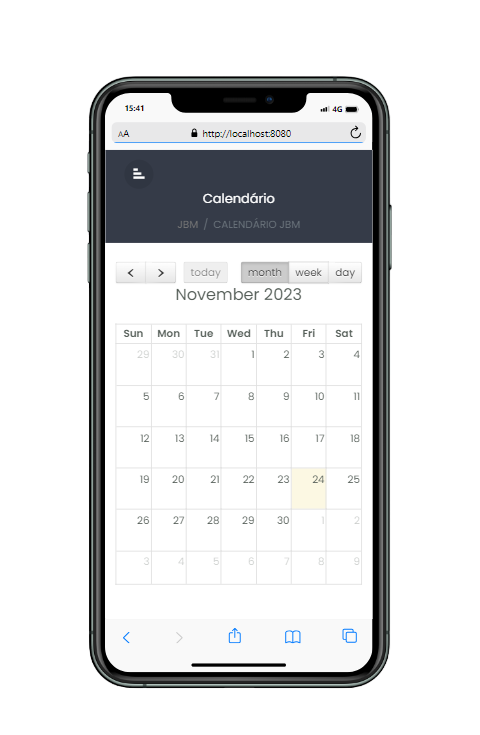 15:41 4G
AA http://localhost:8080
Calendário
JBM / CALENDÁRIO JBM
today month week day
November 2023
Sun Mon Tue Wed Thu Fri Sat
29 30 31 1 2 3 4
5 6 7 8 9 10 11
12 13 14 15 16 17 18
19 20 21 22 23 24 25
26 27 28 29 30 1 2
3 4 5 6 7 8 9